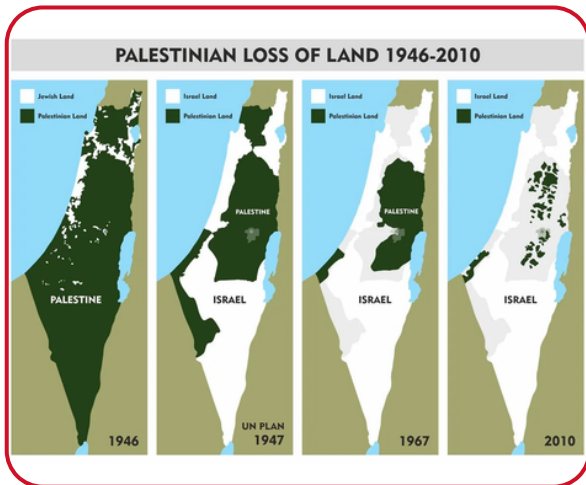 PALESTINIAN LOSS OF LAND 1946-2010
Jewish Land
Palestinian Land
PALESTINE
1946
Israel Land
Palestinian Land
PALESTINE
ISRAEL
UN PLAN
1947
Israel Land
Palestinian Land
PALESTINE
ISRAEL
1967
Israel Land
Palestinian Land
ISRAEL
2010